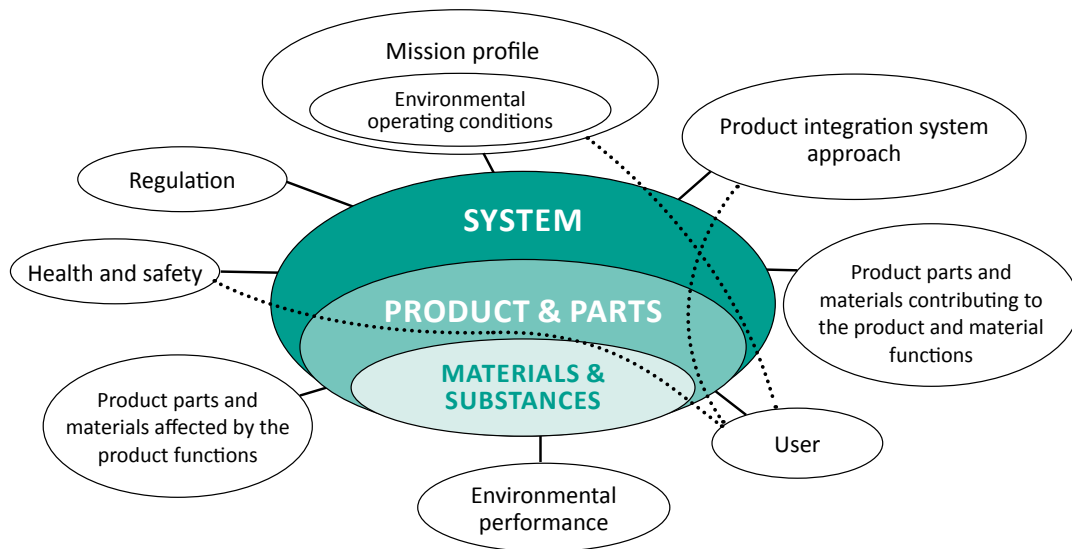 Mission profile
Environmental
operating conditions
Product integration system
approach
Regulation
SYSTEM
Health and safety
Product parts and
materials contributing to
the product and material
functions
PRODUCT & PARTS
MATERIALS &
SUBSTANCES
Product parts and
materials affected by the
product functions
User
Environmental
performance